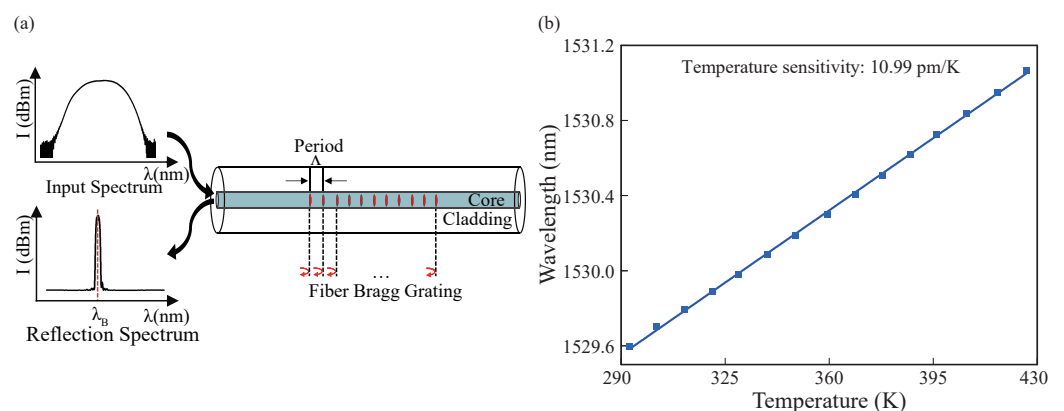 (a)
I (dBm)
λ(nm)
Input Spectrum
I (dBm)
λ_B
λ(nm)
Reflection Spectrum
Period
Λ
Core
Cladding
...
Fiber Bragg Grating
(b)
Temperature sensitivity: 10.99 pm/K
Wavelength (nm)
1531.2
1530.8
1530.4
1530.0
1529.6
290
325
360
395
430
Temperature (K)